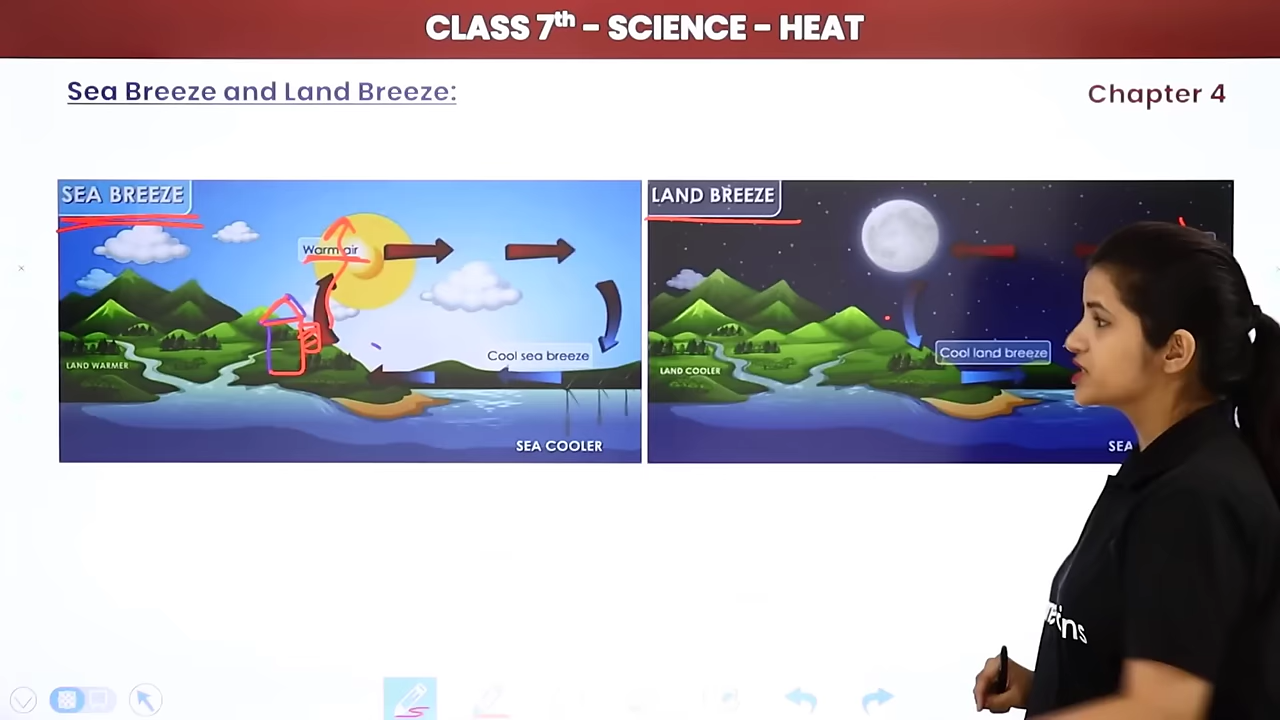 CLASS 7th - SCIENCE - HEAT
Sea Breeze and Land Breeze:
Chapter 4
SEA BREEZE
Warm air
LAND WARMER
Cool sea breeze
SEA COOLER
LAND BREEZE
LAND COOLER
Cool land breeze
SEA